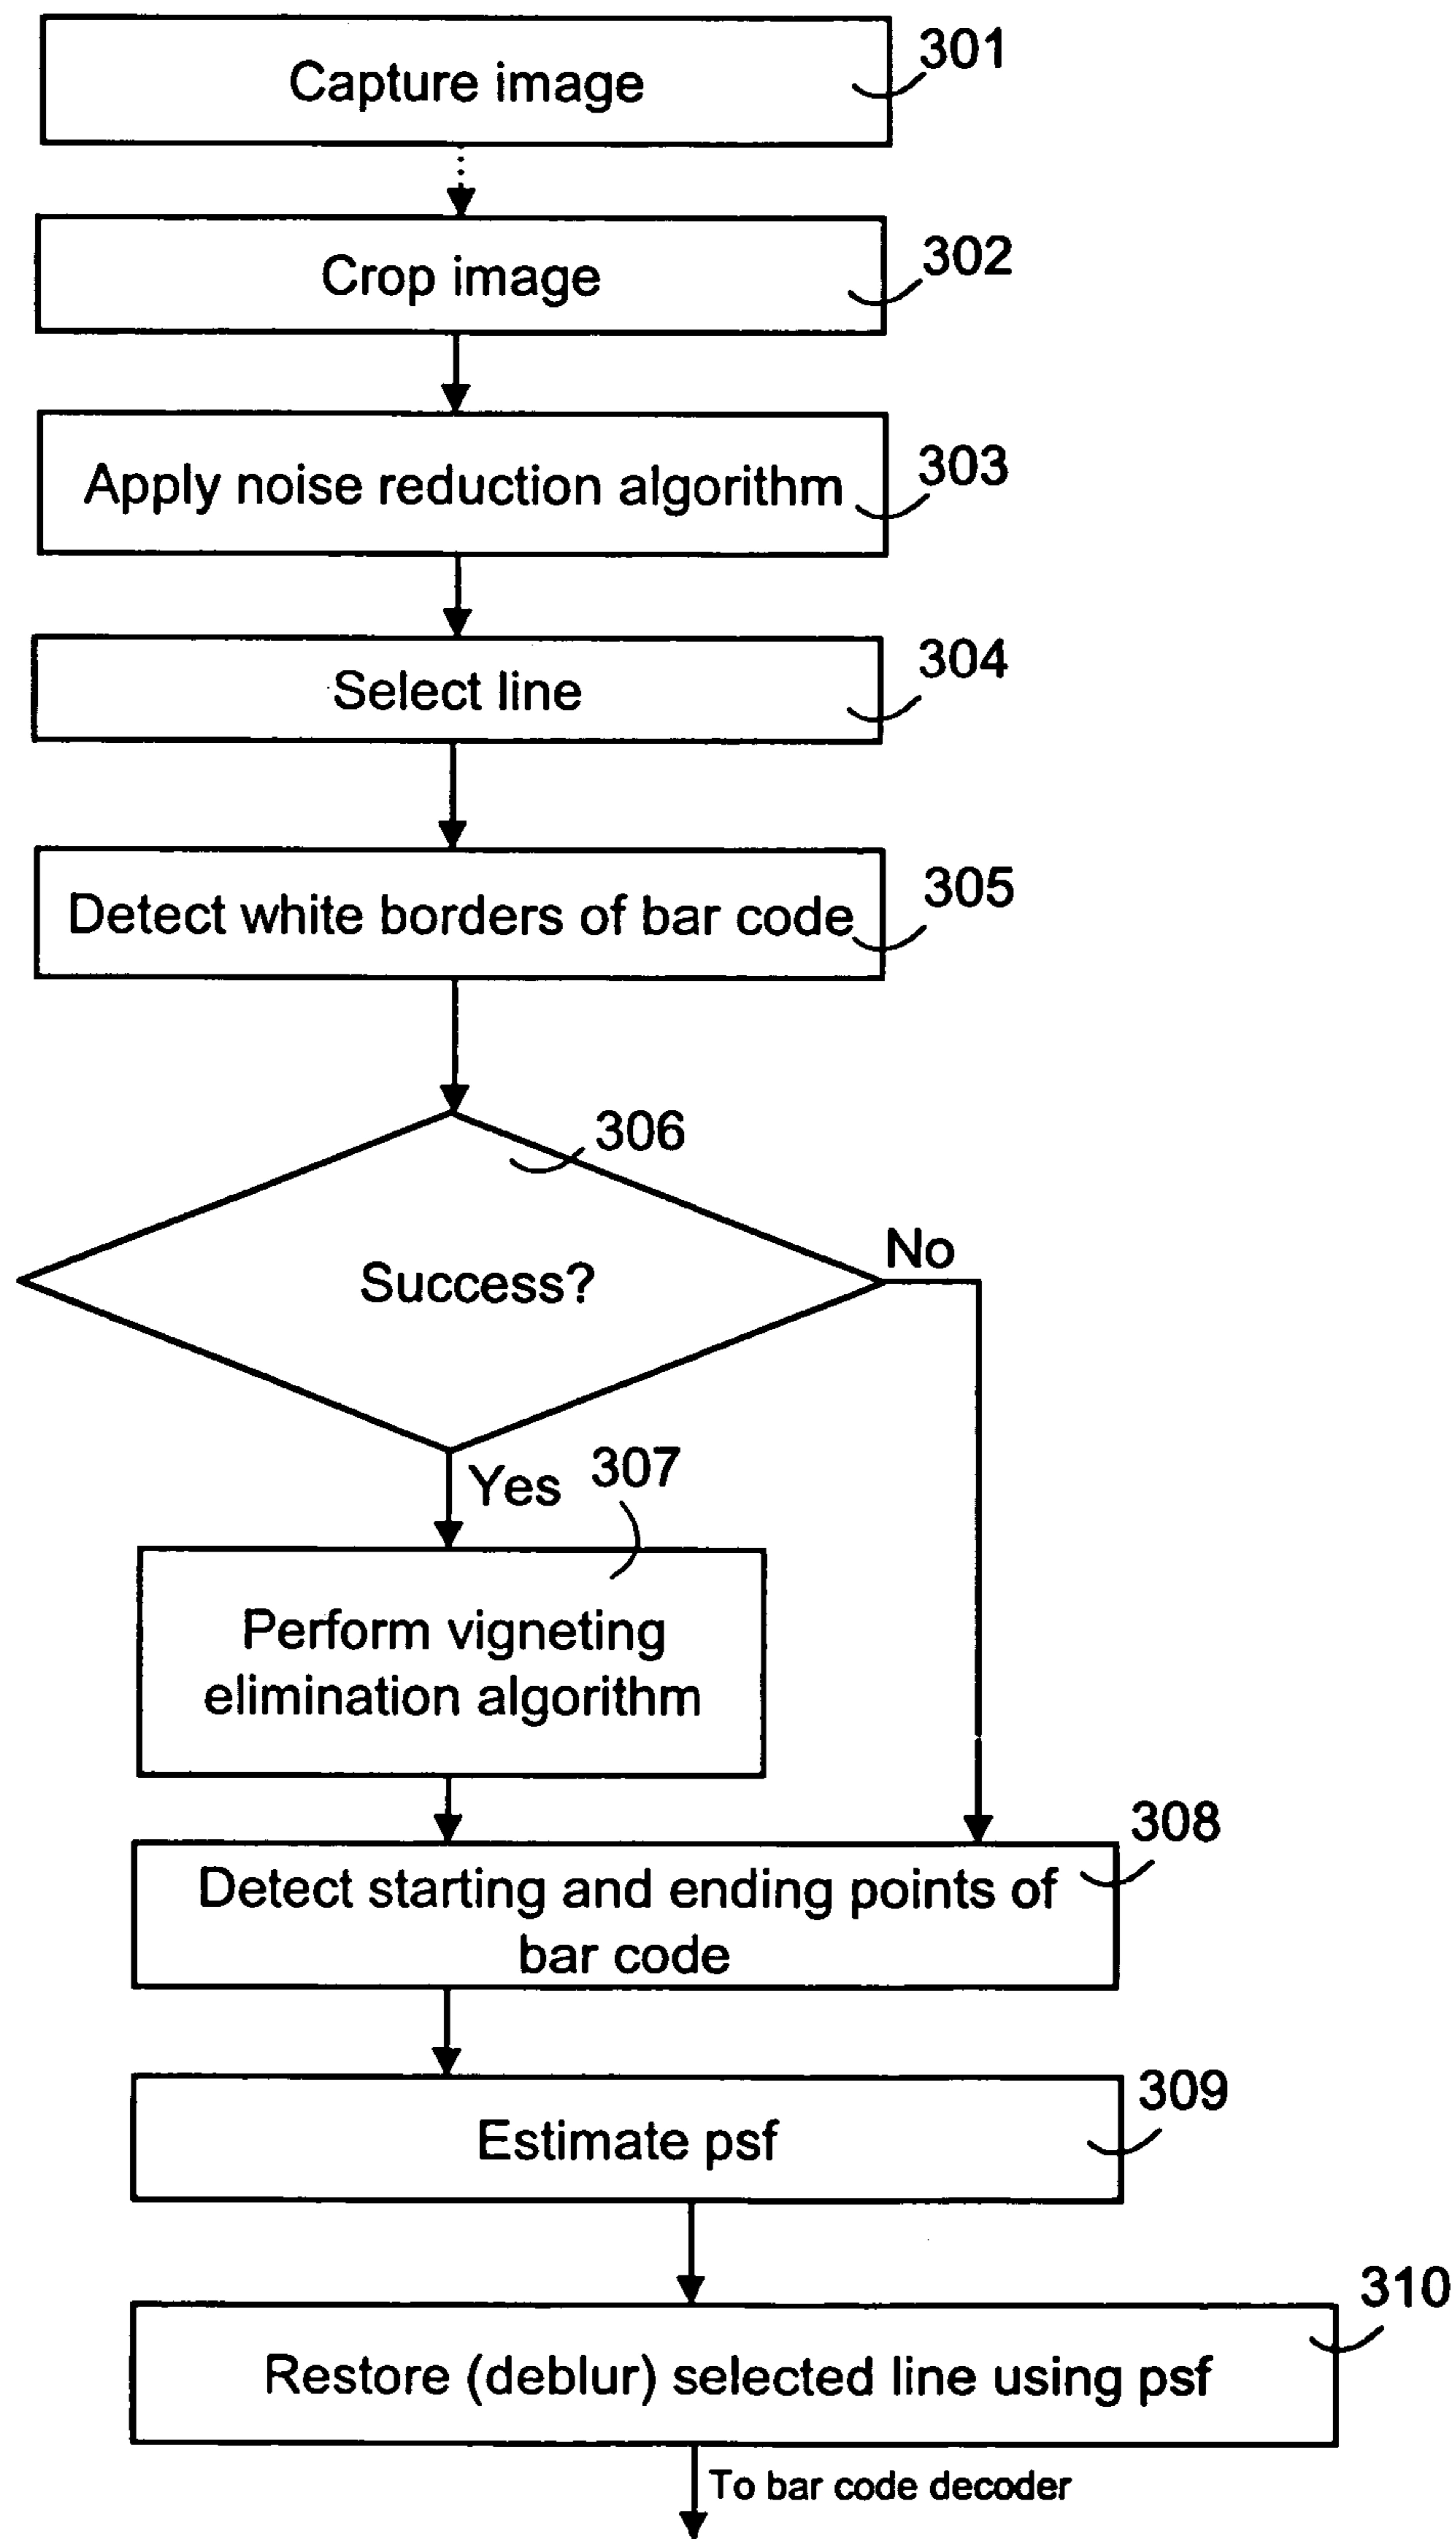 Capture image
301
Crop image
302
Apply noise reduction algorithm
303
Select line
304
Detect white borders of bar code
305
306
Success?
No
Yes
307
Perform vigneting
elimination algorithm
308
Detect starting and ending points of
bar code
309
Estimate psf
310
Restore (deblur) selected line using psf
To bar code decoder